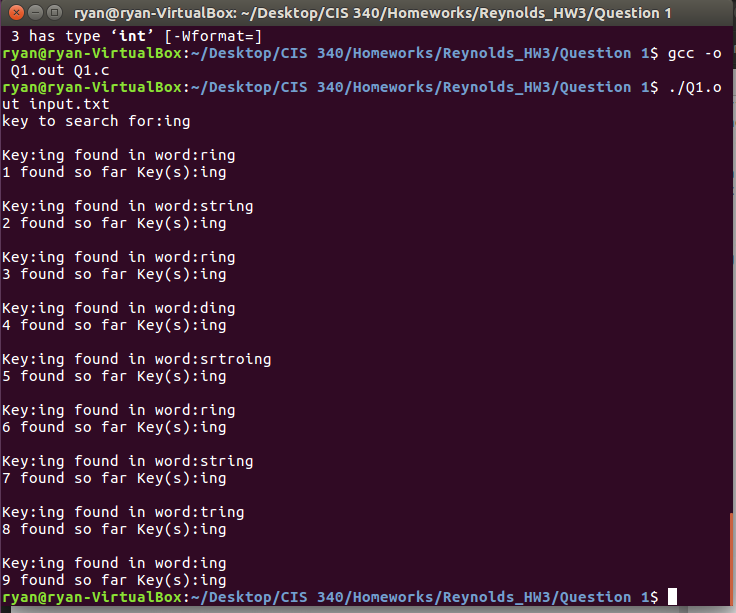 ryan@ryan-VirtualBox: ~/Desktop/CIS 340/Homeworks/Reynolds_HW3/Question 1
 3 has type ‘int’ [-Wformat=]
ryan@ryan-VirtualBox:~/Desktop/CIS 340/Homeworks/Reynolds_HW3/Question 1$ gcc -o
 Q1.out Q1.c
ryan@ryan-VirtualBox:~/Desktop/CIS 340/Homeworks/Reynolds_HW3/Question 1$ ./Q1.o
ut input.txt
key to search for:ing

Key:ing found in word:ring
1 found so far Key(s):ing

Key:ing found in word:string
2 found so far Key(s):ing

Key:ing found in word:ring
3 found so far Key(s):ing

Key:ing found in word:ding
4 found so far Key(s):ing

Key:ing found in word:srtroing
5 found so far Key(s):ing

Key:ing found in word:ring
6 found so far Key(s):ing

Key:ing found in word:string
7 found so far Key(s):ing

Key:ing found in word:tring
8 found so far Key(s):ing

Key:ing found in word:ing
9 found so far Key(s):ing
ryan@ryan-VirtualBox:~/Desktop/CIS 340/Homeworks/Reynolds_HW3/Question 1$